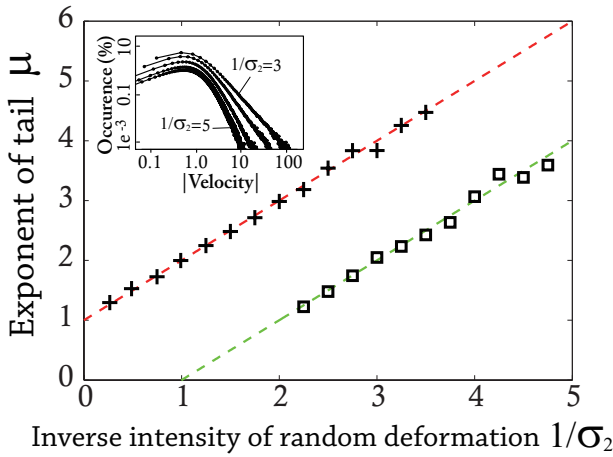 6
5
4
3
2
1
0
Exponent of tail μ
0 1 2 3 4 5
Inverse intensity of random deformation 1/σ₂
Occurence (%)
10
0.1
1e⁻3
1/σ₂=3
1/σ₂=5
0.1 1.0 10 100
|Velocity|